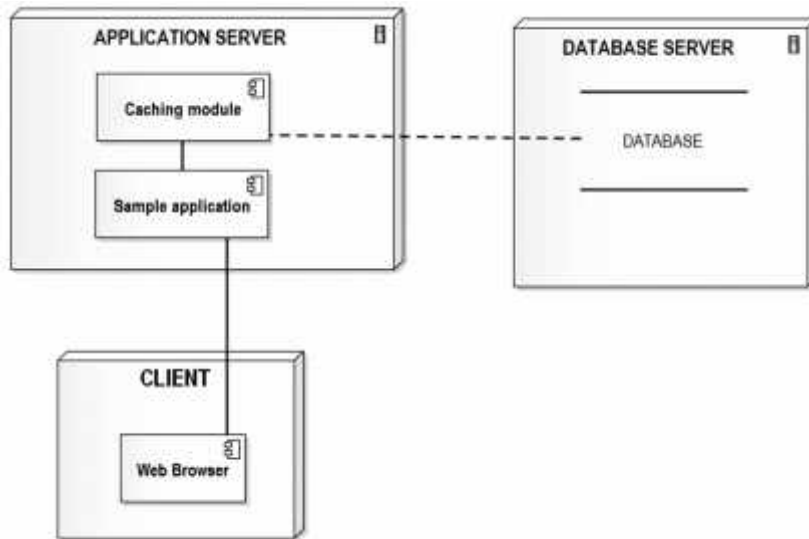 APPLICATION SERVER
Caching module
Sample application
DATABASE SERVER
DATABASE
CLIENT
Web Browser